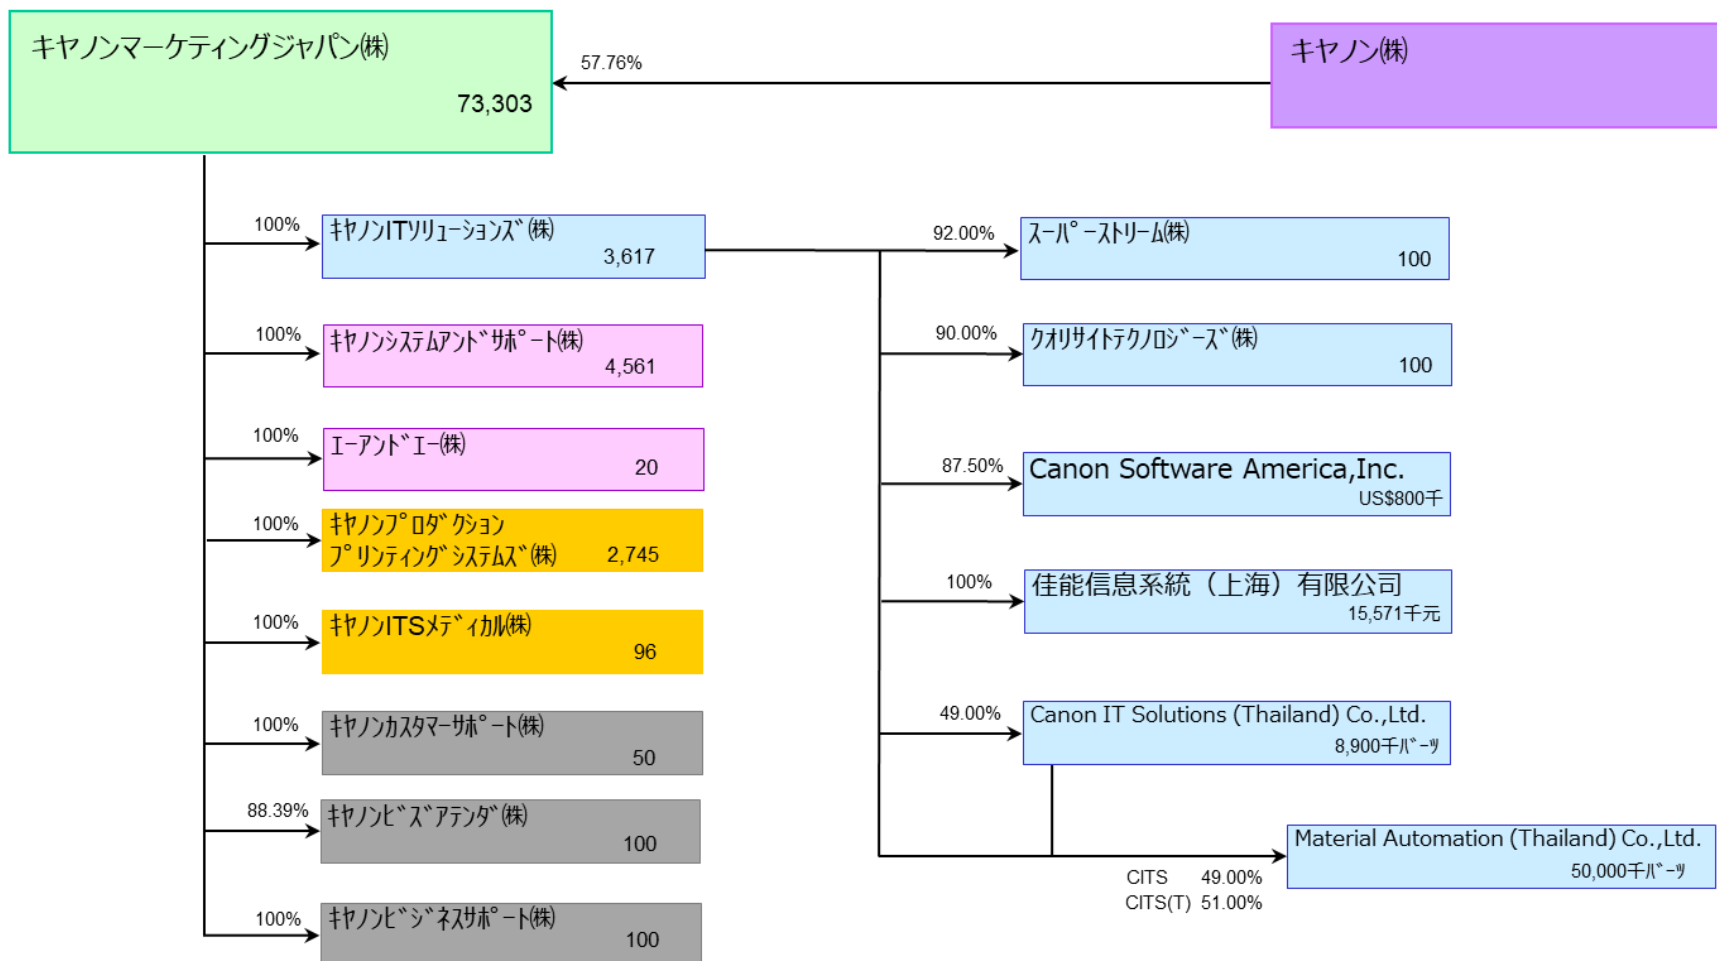 キヤノンマーケティングジャパン㈱
73,303
57.76%
キヤノン㈱
100%
ｷﾔﾉﾝITｿﾘｭｰｼｮﾝｽﾞ㈱
3,617
100%
ｷﾔﾉﾝｼｽﾃﾑｱﾝﾄﾞｻﾎﾟｰﾄ㈱
4,561
100%
ｴｰｱﾝﾄﾞｴｰ㈱
20
100%
ｷﾔﾉﾝﾌﾟﾛﾀﾞｸｼｮﾝ
ﾌﾟﾘﾝﾃｨﾝｸﾞｼｽﾃﾑｽﾞ㈱ 2,745
100%
ｷﾔﾉﾝITSﾒﾃﾞｨｶﾙ㈱
96
100%
ｷﾔﾉﾝｶｽﾀﾏｰｻﾎﾟｰﾄ㈱
50
88.39%
ｷﾔﾉﾝﾋﾞｽﾞｱﾃﾝﾀﾞ㈱
100
100%
ｷﾔﾉﾝﾋﾞｼﾞﾈｽｻﾎﾟｰﾄ㈱
100
92.00%
ｽｰﾊﾟｰｽﾄﾘｰﾑ㈱
100
90.00%
ｸｵﾘｻｲﾄﾃｸﾉﾛｼﾞｰｽﾞ㈱
100
87.50%
Canon Software America,Inc.
US$800千
100%
佳能信息系統（上海）有限公司
15,571千元
49.00%
Canon IT Solutions (Thailand) Co.,Ltd.
8,900千ﾊﾞｰﾂ
Material Automation (Thailand) Co.,Ltd.
50,000千ﾊﾞｰﾂ
CITS 49.00%
CITS(T) 51.00%